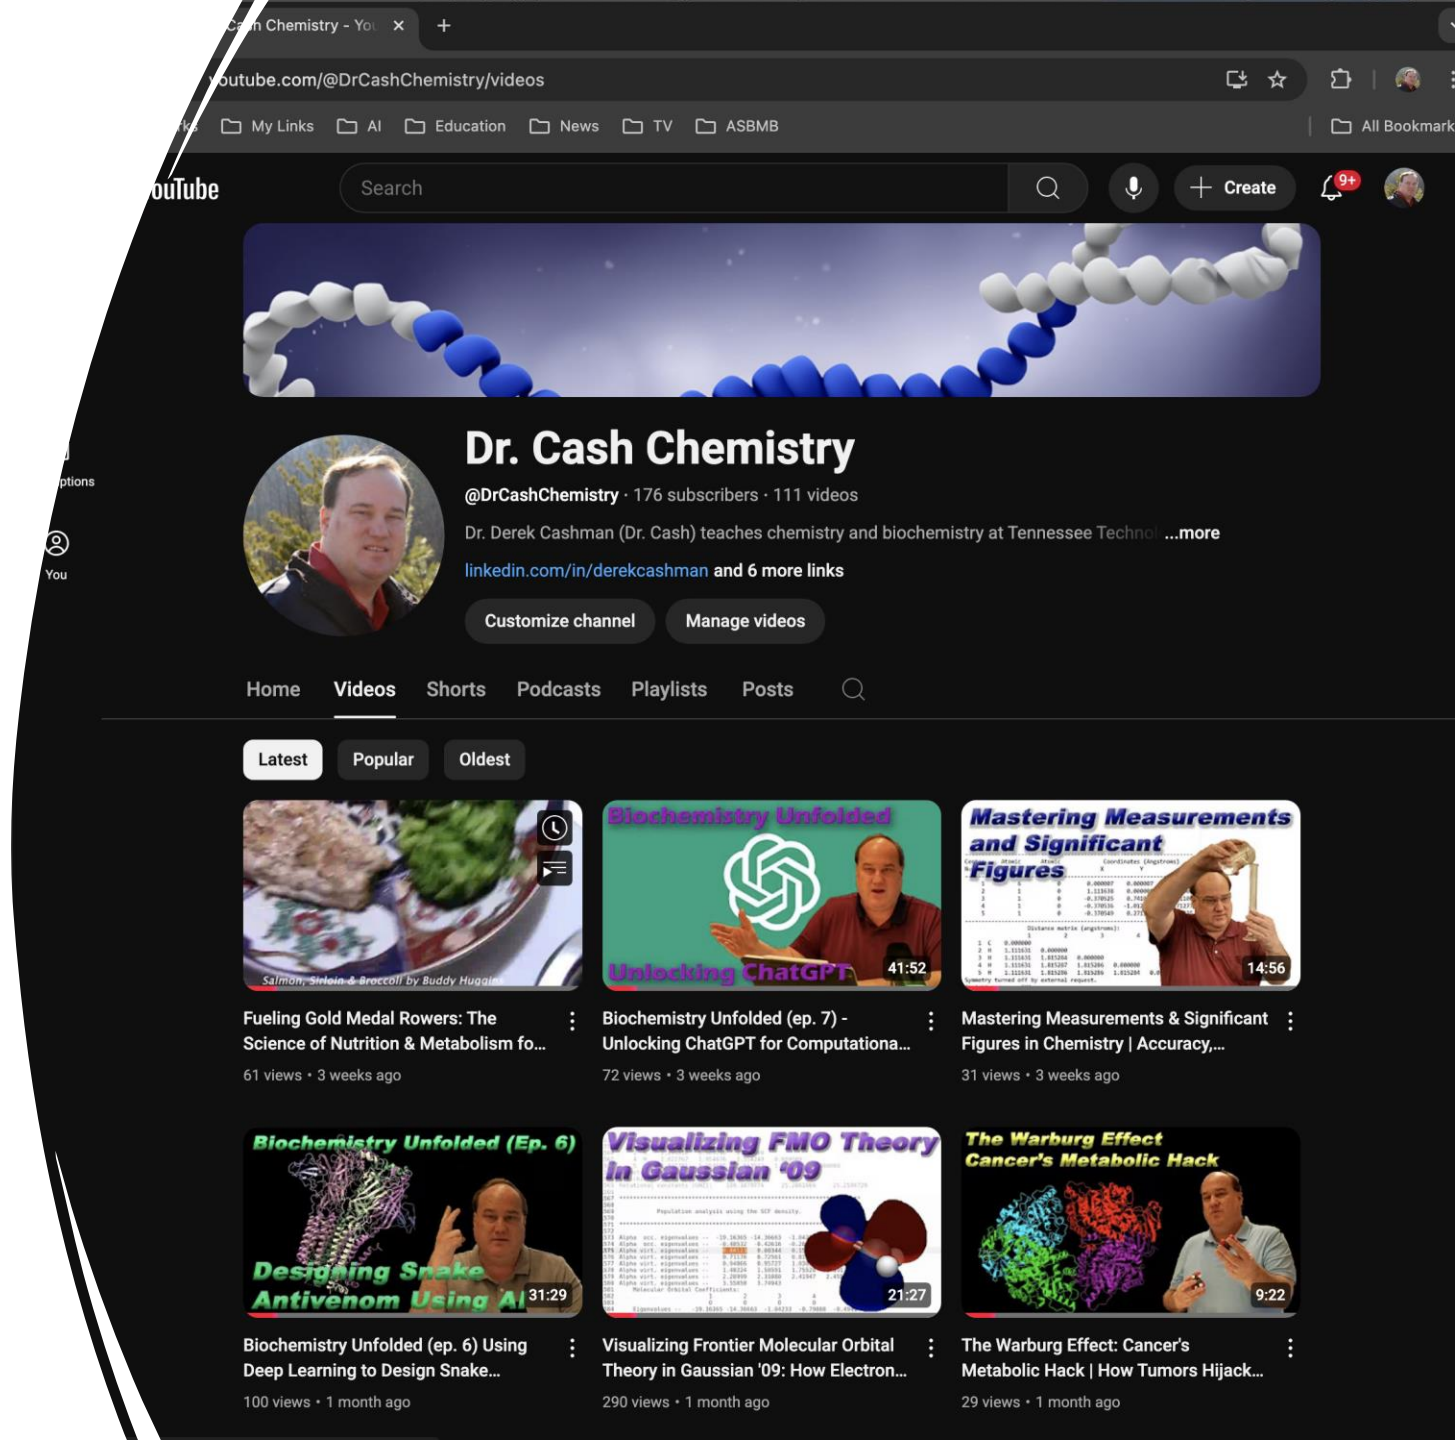 Cash Chemistry - You
youtube.com/@DrCashChemistry/videos
My Links AI Education News TV ASBMB All Bookmark
ouTube Search Create 9+
Dr. Cash Chemistry
@DrCashChemistry · 176 subscribers · 111 videos
ptions
Dr. Derek Cashman (Dr. Cash) teaches chemistry and biochemistry at Tennessee Technol ...more
You
linkedin.com/in/derekcashman and 6 more links
Customize channel Manage videos
Home Videos Shorts Podcasts Playlists Posts
Latest Popular Oldest
Salmon, Sirloin & Broccoli by Buddy Huggins
Biochemistry Unfolded
Unlocking ChatGPT
41:52
Mastering Measurements
and Significant
Figures
14:56
Fueling Gold Medal Rowers: The
Science of Nutrition & Metabolism fo...
61 views • 3 weeks ago
Biochemistry Unfolded (ep. 7) -
Unlocking ChatGPT for Computationa...
72 views • 3 weeks ago
Mastering Measurements & Significant
Figures in Chemistry | Accuracy,...
31 views • 3 weeks ago
Biochemistry Unfolded (Ep. 6)
Designing Snake
Antivenom Using AI
31:29
Visualizing FMO Theory
in Gaussian '09
Population analysis using the SCF density.
21:27
The Warburg Effect
Cancer's Metabolic Hack
9:22
Biochemistry Unfolded (ep. 6) Using
Deep Learning to Design Snake...
100 views • 1 month ago
Visualizing Frontier Molecular Orbital
Theory in Gaussian '09: How Electron...
290 views • 1 month ago
The Warburg Effect: Cancer's
Metabolic Hack | How Tumors Hijack...
29 views • 1 month ago